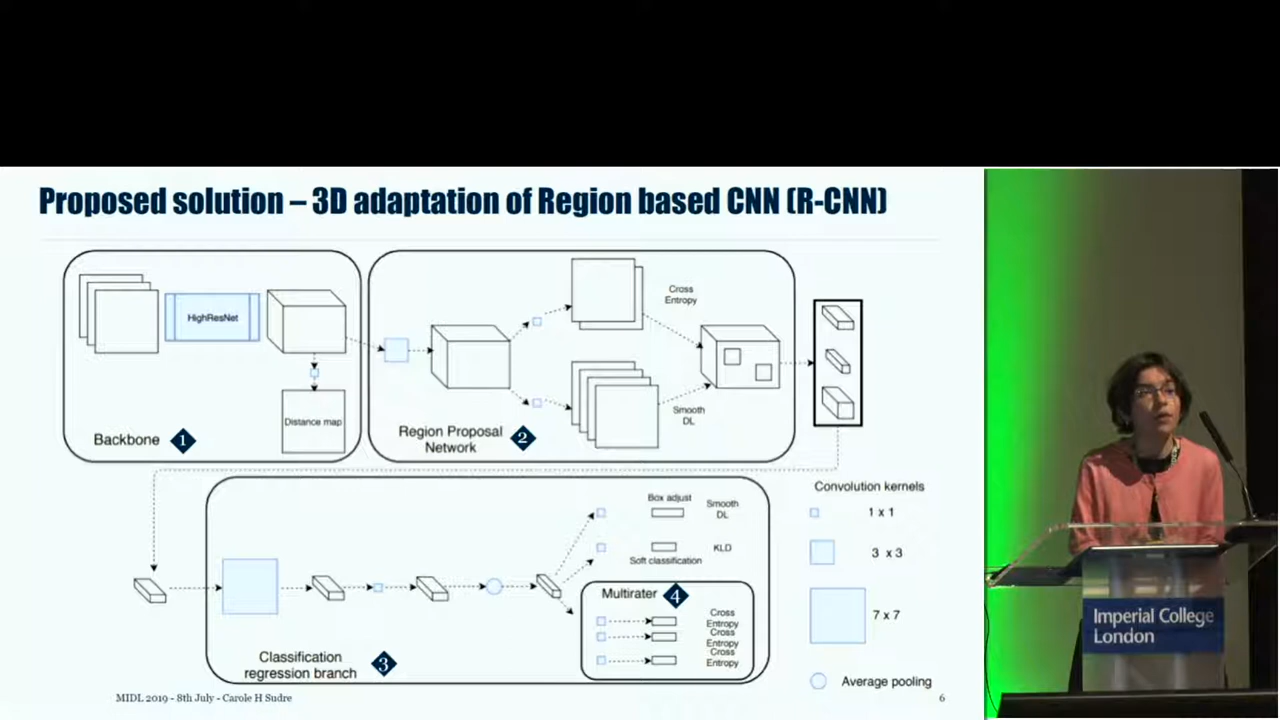 Proposed solution – 3D adaptation of Region based CNN (R-CNN)
HighResNet
Distance map
Backbone
1
Cross
Entropy
Smooth
DL
Region Proposal
Network
2
Box adjust
Smooth
DL
KLD
Soft classification
Multirater
4
Cross
Entropy
Cross
Entropy
Cross
Entropy
Classification
regression branch
3
Convolution kernels
1 x 1
3 x 3
7 x 7
Average pooling
MIDL 2019 - 8th July - Carole H Sudre
6
Imperial College
London